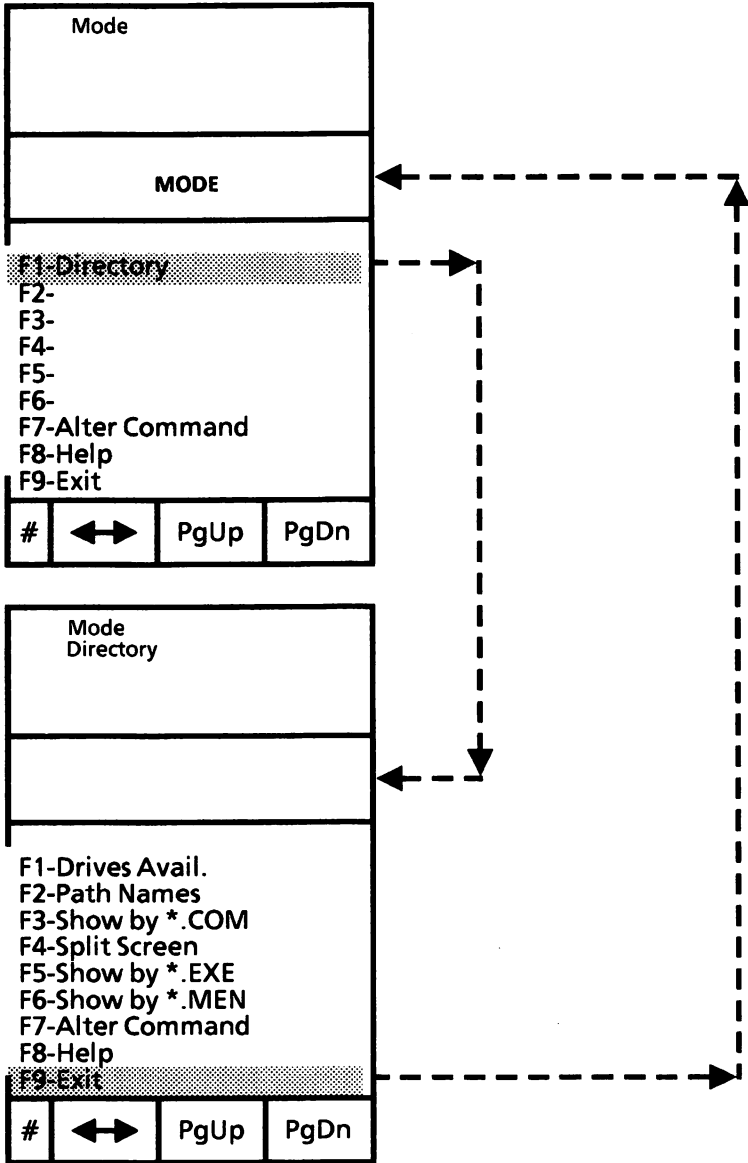 Mode
MODE
F1-Directory
F2-
F3-
F4-
F5-
F6-
F7-Alter Command
F8-Help
F9-Exit
# PgUp PgDn
Mode
Directory
F1-Drives Avail.
F2-Path Names
F3-Show by *.COM
F4-Split Screen
F5-Show by *.EXE
F6-Show by *.MEN
F7-Alter Command
F8-Help
F9-Exit
# PgUp PgDn